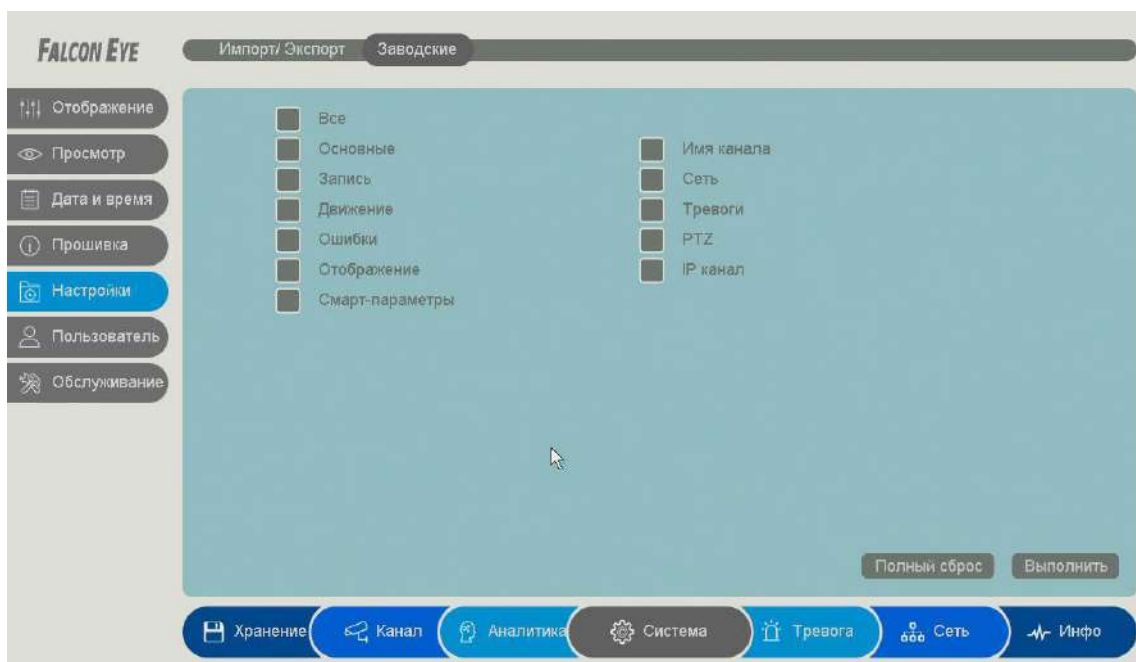 FALCON EYE
Импорт/ Экспорт Заводские
Отображение
Просмотр
Дата и время
Прошивка
Настройки
Пользователь
Обслуживание
Все
Основные
Запись
Движение
Ошибки
Отображение
Смарт-параметры
Имя канала
Сеть
Тревоги
PTZ
IP канал
Полный сброс Выполнить
Хранение Канал Аналитика Система Тревога Сеть Инфо